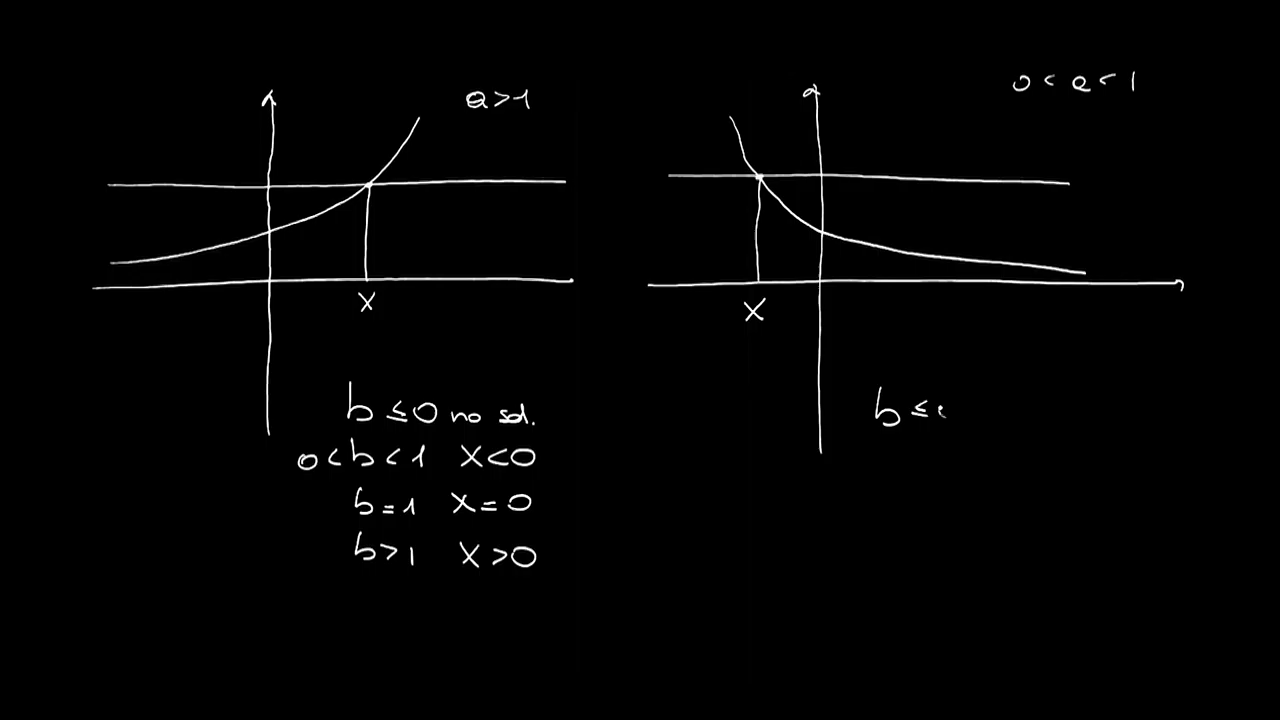 a>1
0<a<1
x
x
b≤0 no sol.
0<b<1 x<0
b=1 x=0
b>1 x>0
b≤